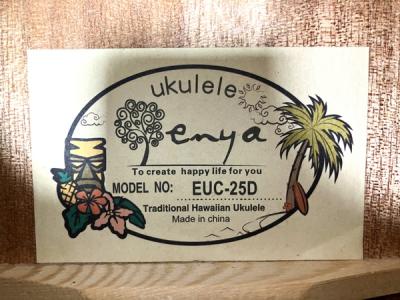 ukulele
enya
To create happy life for you
MODEL NO: EUC-25D
Traditional Hawaiian Ukulele
Made in china